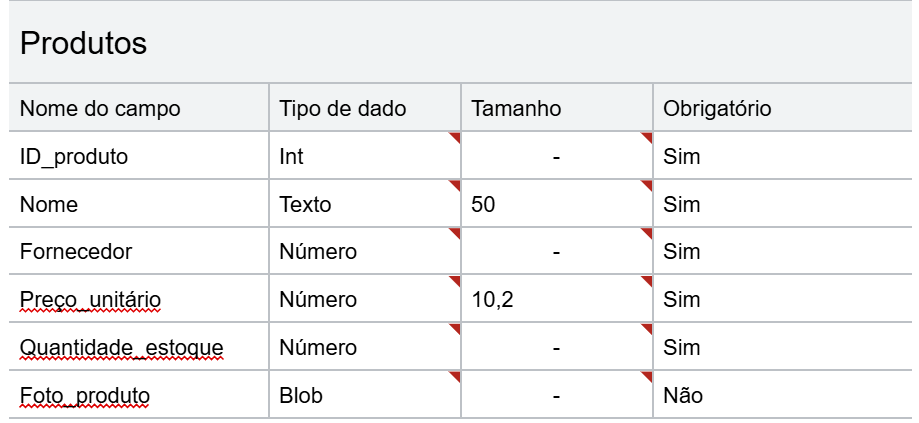 Produtos
Nome do campo Tipo de dado Tamanho Obrigatório
ID_produto Int - Sim
Nome Texto 50 Sim
Fornecedor Número - Sim
Preço_unitário Número 10,2 Sim
Quantidade_estoque Número - Sim
Foto_produto Blob - Não